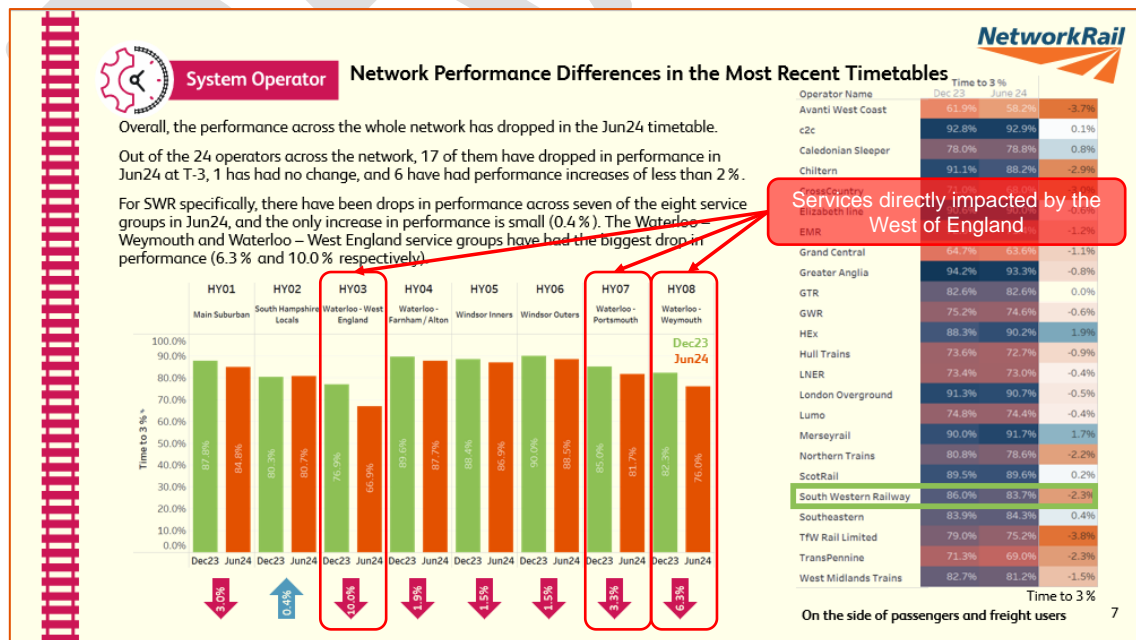 NetworkRail
System Operator
Network Performance Differences in the Most Recent Timetables
Overall, the performance across the whole network has dropped in the Jun24 timetable.
Out of the 24 operators across the network, 17 of them have dropped in performance in
Jun24 at T-3, 1 has had no change, and 6 have had performance increases of less than 2%.
For SWR specifically, there have been drops in performance across seven of the eight service
groups in Jun24, and the only increase in performance is small (0.4%). The Waterloo –
Weymouth and Waterloo – West England service groups have had the biggest drop in
performance (6.3% and 10.0% respectively)
Services directly impacted by the
West of England
HY01 HY02 HY03 HY04 HY05 HY06 HY07 HY08
Main Suburban South Hampshire Locals Waterloo - West England Waterloo - Farnham / Alton Windsor Inners Windsor Outers Waterloo - Portsmouth Waterloo - Weymouth
Dec23
Jun24
Time to 3 %
100.0%
90.0%
80.0%
70.0%
60.0%
50.0%
40.0%
30.0%
20.0%
10.0%
0.0%
87.8% 84.8% 80.3% 80.7% 76.9% 66.9% 89.6% 87.7% 88.4% 86.9% 90.0% 88.5% 85.0% 81.7% 82.3% 76.0%
Dec23 Jun24 Dec23 Jun24 Dec23 Jun24 Dec23 Jun24 Dec23 Jun24 Dec23 Jun24 Dec23 Jun24 Dec23 Jun24
3.0% 0.4% 10.0% 1.9% 1.5% 1.5% 3.3% 6.3%
Time to 3 %
Operator Name Dec 23 June 24
Avanti West Coast 61.9% 58.2% -3.7%
c2c 92.8% 92.9% 0.1%
Caledonian Sleeper 78.0% 78.8% 0.8%
Chiltern 91.1% 88.2% -2.9%
CrossCountry
Elizabeth line
EMR -1.2%
Grand Central 64.7% 63.6% -1.1%
Greater Anglia 94.2% 93.3% -0.8%
GTR 82.6% 82.6% 0.0%
GWR 75.2% 74.6% -0.6%
HEx 88.3% 90.2% 1.9%
Hull Trains 73.6% 72.7% -0.9%
LNER 73.4% 73.0% -0.4%
London Overground 91.3% 90.7% -0.5%
Lumo 74.8% 74.4% -0.4%
Merseyrail 90.0% 91.7% 1.7%
Northern Trains 80.8% 78.6% -2.2%
ScotRail 89.5% 89.6% 0.2%
South Western Railway 86.0% 83.7% -2.3%
Southeastern 83.9% 84.3% 0.4%
TfW Rail Limited 79.0% 75.2% -3.8%
TransPennine 71.3% 69.0% -2.3%
West Midlands Trains 82.7% 81.2% -1.5%
Time to 3 %
On the side of passengers and freight users 7